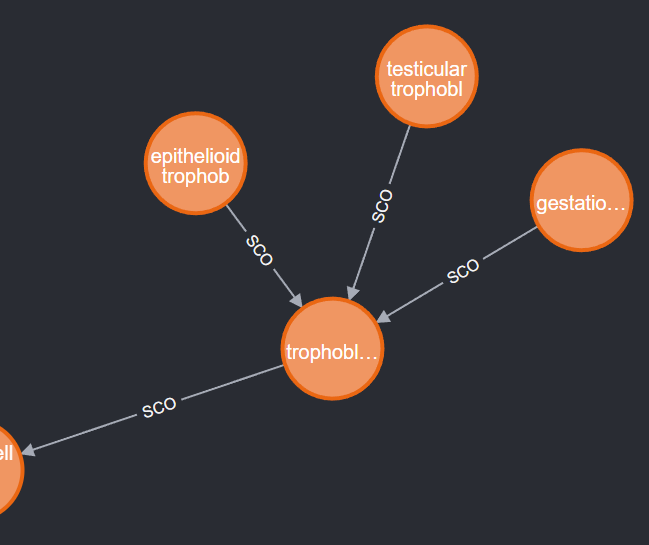 testicular
trophobl
epithelioid
trophob
gestatio…
SCO
SCO
SCO
trophobl…
SCO
ell